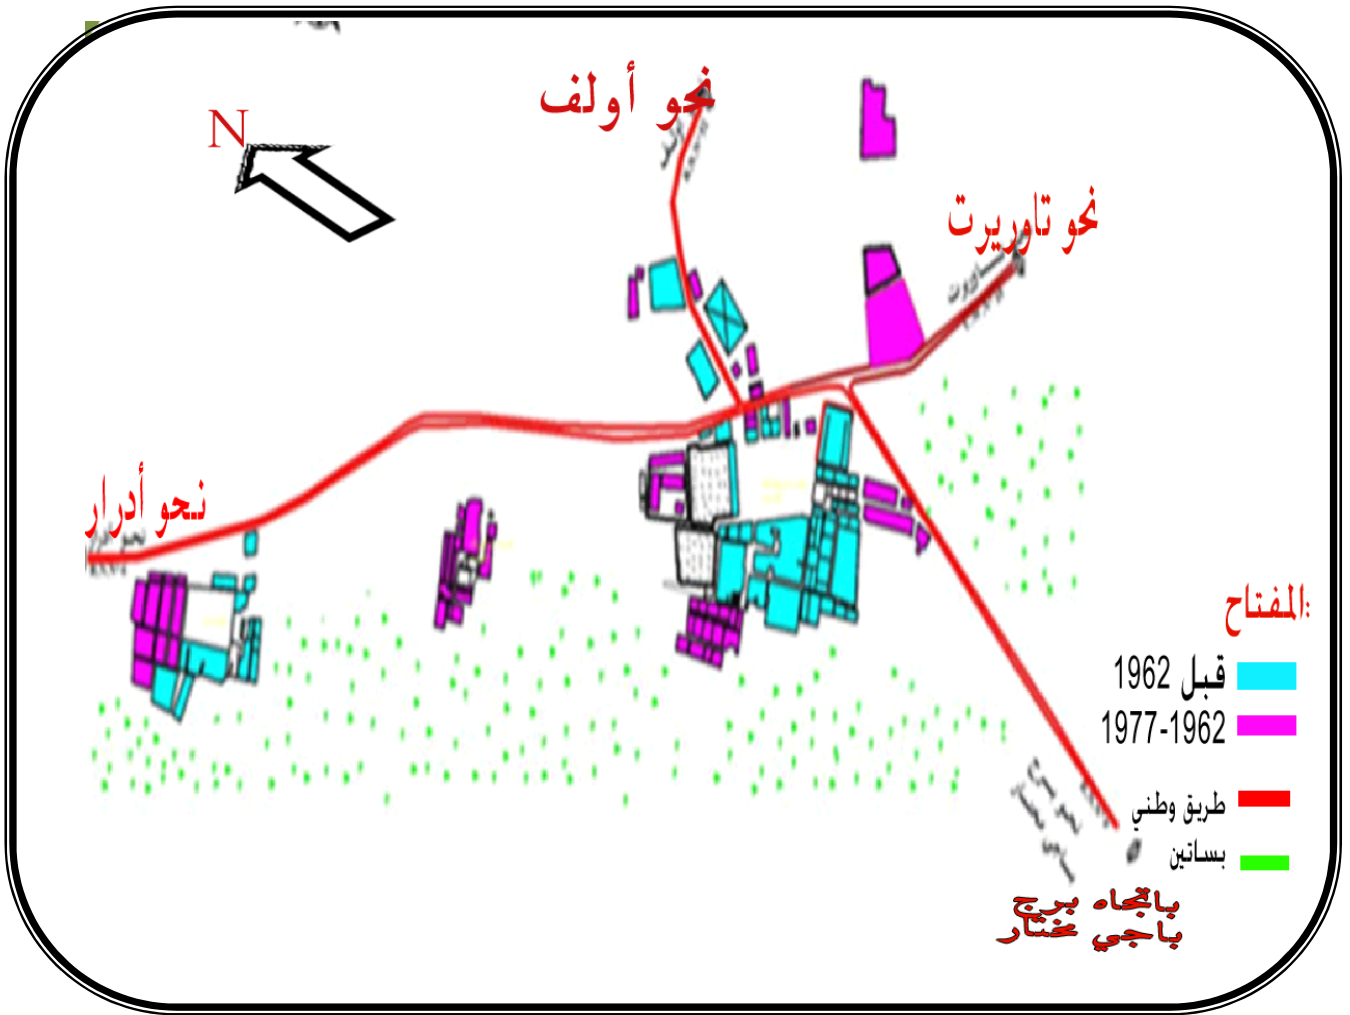 نحو أولف
N
نحو تاوريرت
نحو أدرار
المفتاح:
قبل 1962
1962-1977
طريق وطني
بساتين
باتجاه برج
باجي مختار